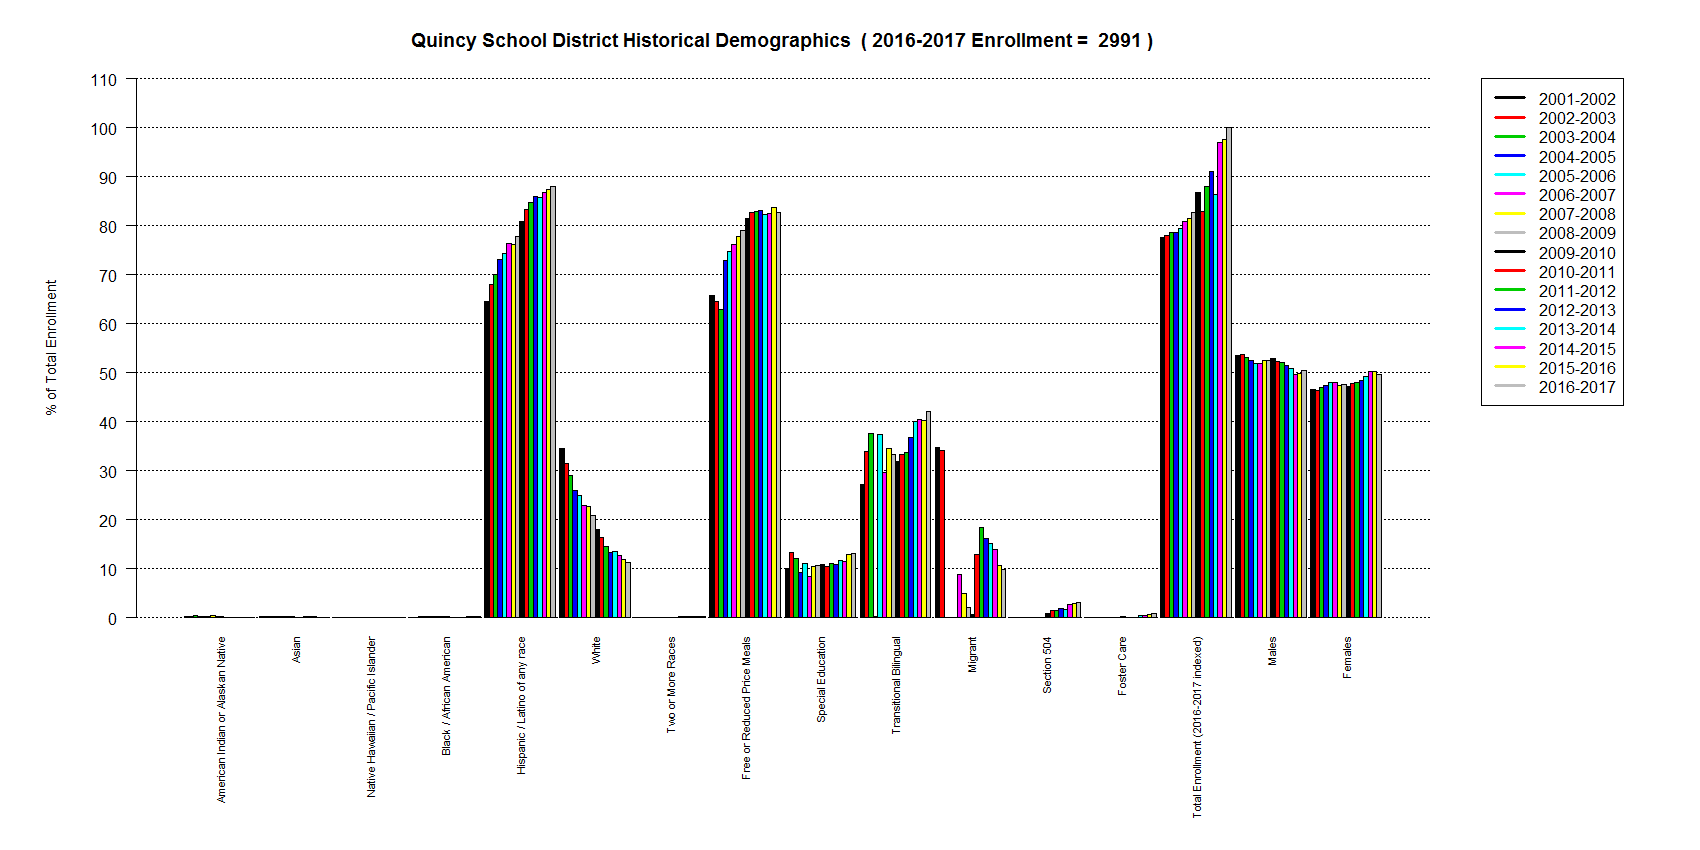 Quincy School District Historical Demographics ( 2016-2017 Enrollment = 2991 )
% of Total Enrollment
110
100
90
80
70
60
50
40
30
20
10
0
American Indian or Alaskan Native
Asian
Native Hawaiian / Pacific Islander
Black / African American
Hispanic / Latino of any race
White
Two or More Races
Free or Reduced Price Meals
Special Education
Transitional Bilingual
Migrant
Section 504
Foster Care
Total Enrollment (2016-2017 indexed)
Males
Females
2001-2002
2002-2003
2003-2004
2004-2005
2005-2006
2006-2007
2007-2008
2008-2009
2009-2010
2010-2011
2011-2012
2012-2013
2013-2014
2014-2015
2015-2016
2016-2017